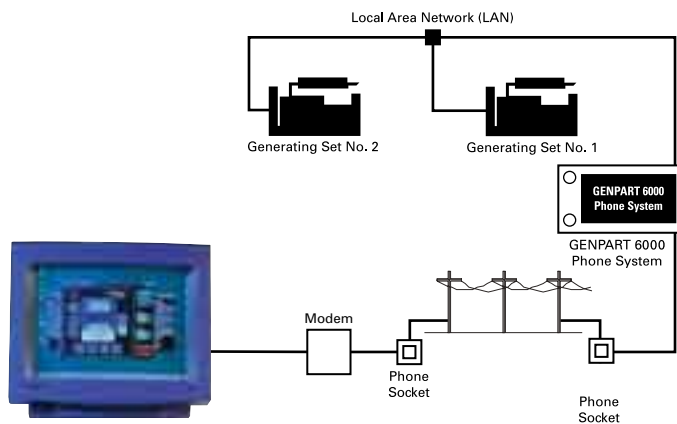 Local Area Network (LAN)
Generating Set No. 2
Generating Set No. 1
GENPART 6000
Phone System
GENPART 6000
Phone System
Modem
Phone
Socket
Phone
Socket